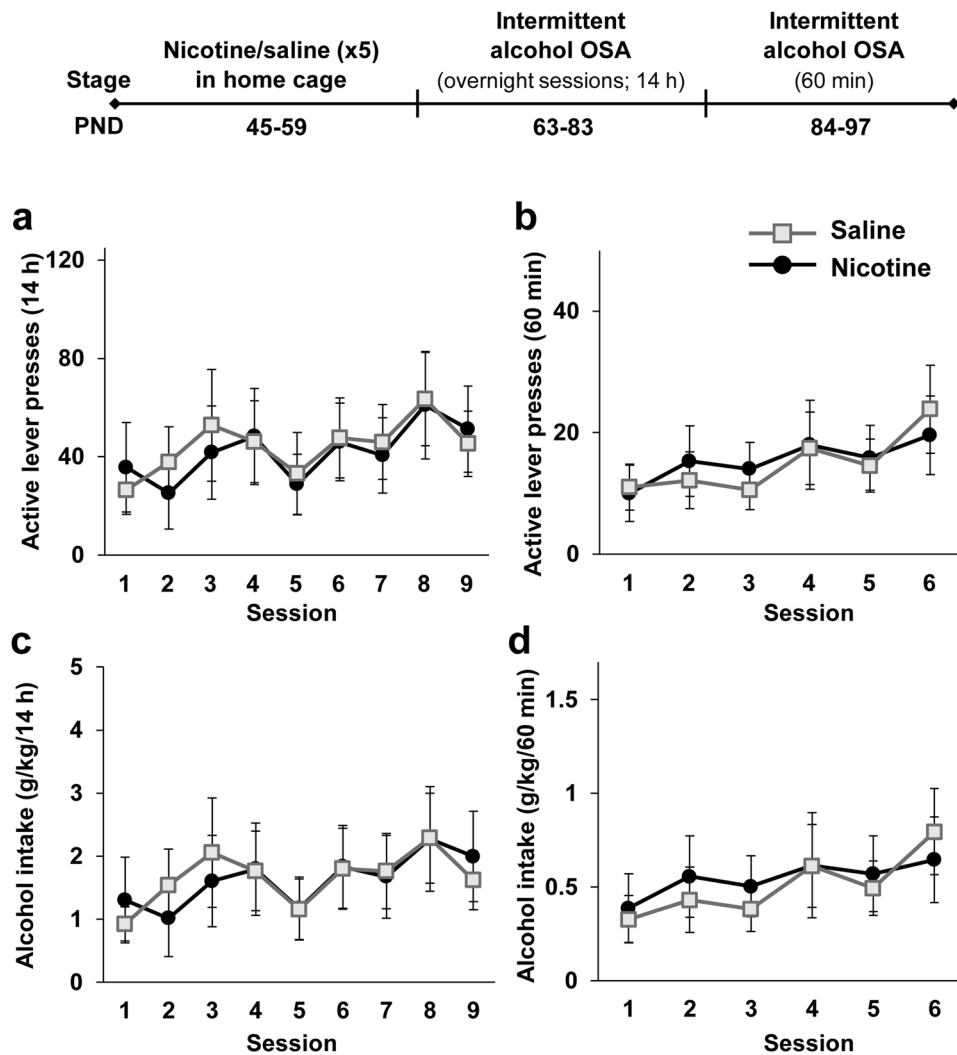 Stage
Nicotine/saline (x5)
in home cage
Intermittent
alcohol OSA
(overnight sessions; 14 h)
Intermittent
alcohol OSA
(60 min)
PND
45-59
63-83
84-97
a
Active lever presses (14 h)
120
80
40
0
1 2 3 4 5 6 7 8 9
Session
b
Saline
Nicotine
Active lever presses (60 min)
40
20
0
1 2 3 4 5 6
Session
c
Alcohol intake (g/kg/14 h)
5
4
3
2
1
0
1 2 3 4 5 6 7 8 9
Session
d
Alcohol intake (g/kg/60 min)
1.5
1
0.5
0
1 2 3 4 5 6
Session